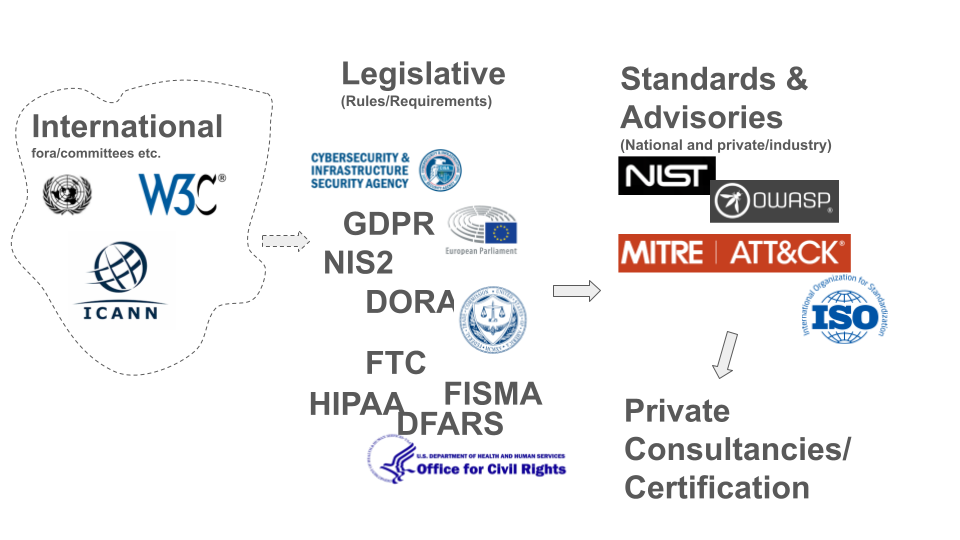 International
fora/committees etc.
W3C®
ICANN
Legislative
(Rules/Requirements)
CYBERSECURITY &
INFRASTRUCTURE
SECURITY AGENCY
GDPR
European Parliament
NIS2
DORA
FTC
HIPAA
FISMA
DFARS
U.S. DEPARTMENT OF HEALTH AND HUMAN SERVICES
Office for Civil Rights
Standards &
Advisories
(National and private/industry)
NIST
OWASP®
MITRE | ATT&CK®
International Organization for Standardization
ISO
Private
Consultancies/
Certification